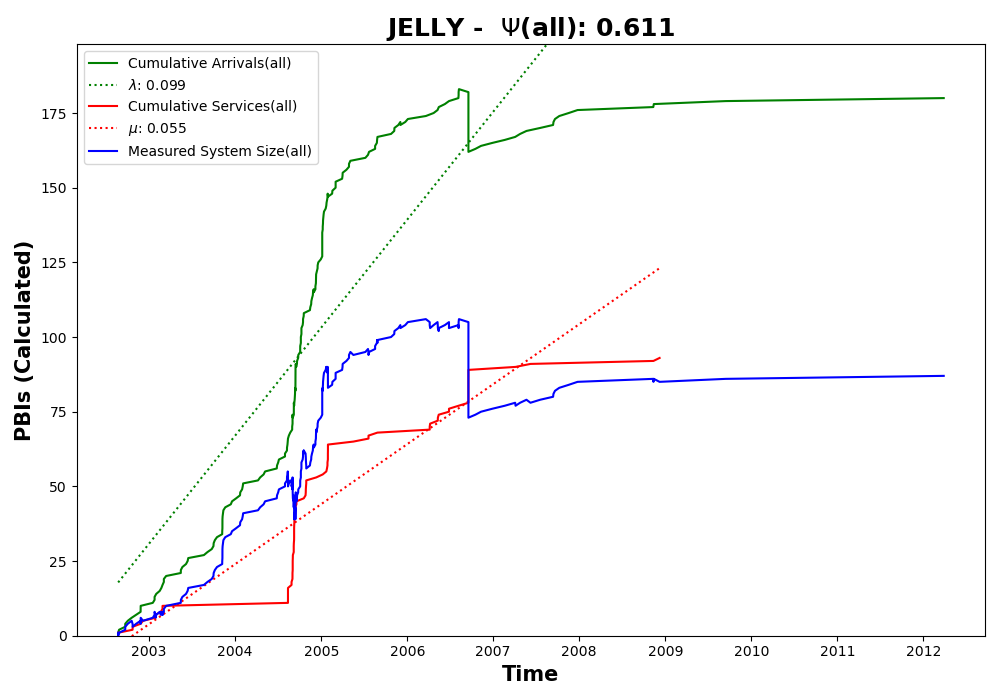 JELLY - Ψ(all): 0.611
Cumulative Arrivals(all)
λ: 0.099
Cumulative Services(all)
μ: 0.055
Measured System Size(all)
PBIs (Calculated)
175
150
125
100
75
50
25
0
2003 2004 2005 2006 2007 2008 2009 2010 2011 2012
Time